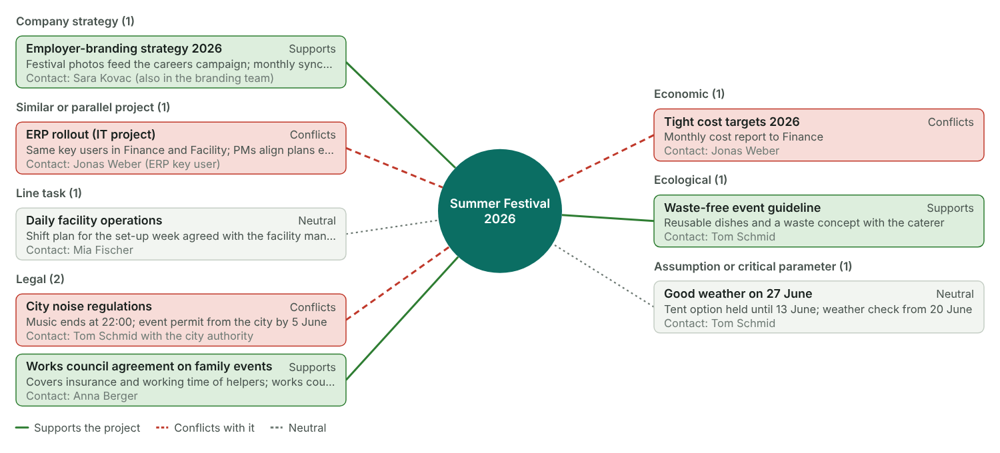 Company strategy (1)
Employer-branding strategy 2026
Supports
Festival photos feed the careers campaign; monthly sync...
Contact: Sara Kovac (also in the branding team)
Similar or parallel project (1)
ERP rollout (IT project)
Conflicts
Same key users in Finance and Facility; PMs align plans e...
Contact: Jonas Weber (ERP key user)
Line task (1)
Daily facility operations
Neutral
Shift plan for the set-up week agreed with the facility man...
Contact: Mia Fischer
Legal (2)
City noise regulations
Conflicts
Music ends at 22:00; event permit from the city by 5 June
Contact: Tom Schmid with the city authority
Works council agreement on family events
Supports
Covers insurance and working time of helpers; works cou...
Contact: Anna Berger
Summer Festival
2026
Economic (1)
Tight cost targets 2026
Conflicts
Monthly cost report to Finance
Contact: Jonas Weber
Ecological (1)
Waste-free event guideline
Supports
Reusable dishes and a waste concept with the caterer
Contact: Tom Schmid
Assumption or critical parameter (1)
Good weather on 27 June
Neutral
Tent option held until 13 June; weather check from 20 June
Contact: Tom Schmid
Supports the project
Conflicts with it
Neutral